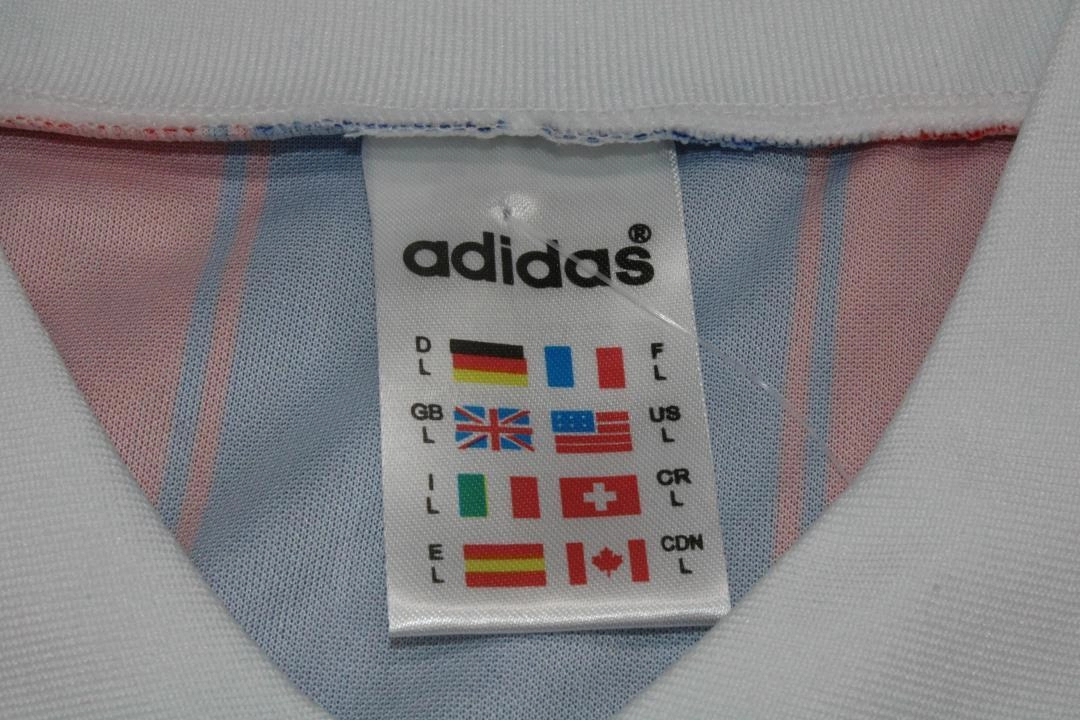 adidas®
D L F L
GB L US L
I L CR L
E L CDN L